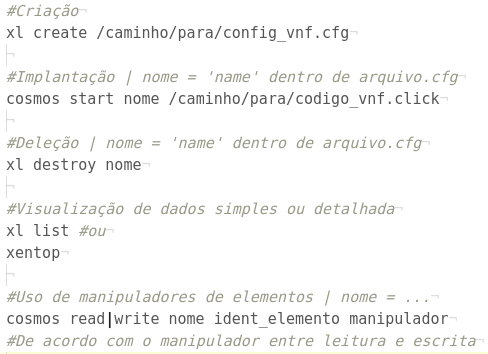 #Criação
xl create /caminho/para/config_vnf.cfg
#Implantação | nome = 'name' dentro de arquivo.cfg
cosmos start nome /caminho/para/codigo_vnf.click
#Deleção | nome = 'name' dentro de arquivo.cfg
xl destroy nome
#Visualização de dados simples ou detalhada
xl list #ou
xentop
#Uso de manipuladores de elementos | nome = ...
cosmos read|write nome ident_elemento manipulador
#De acordo com o manipulador entre leitura e escrita